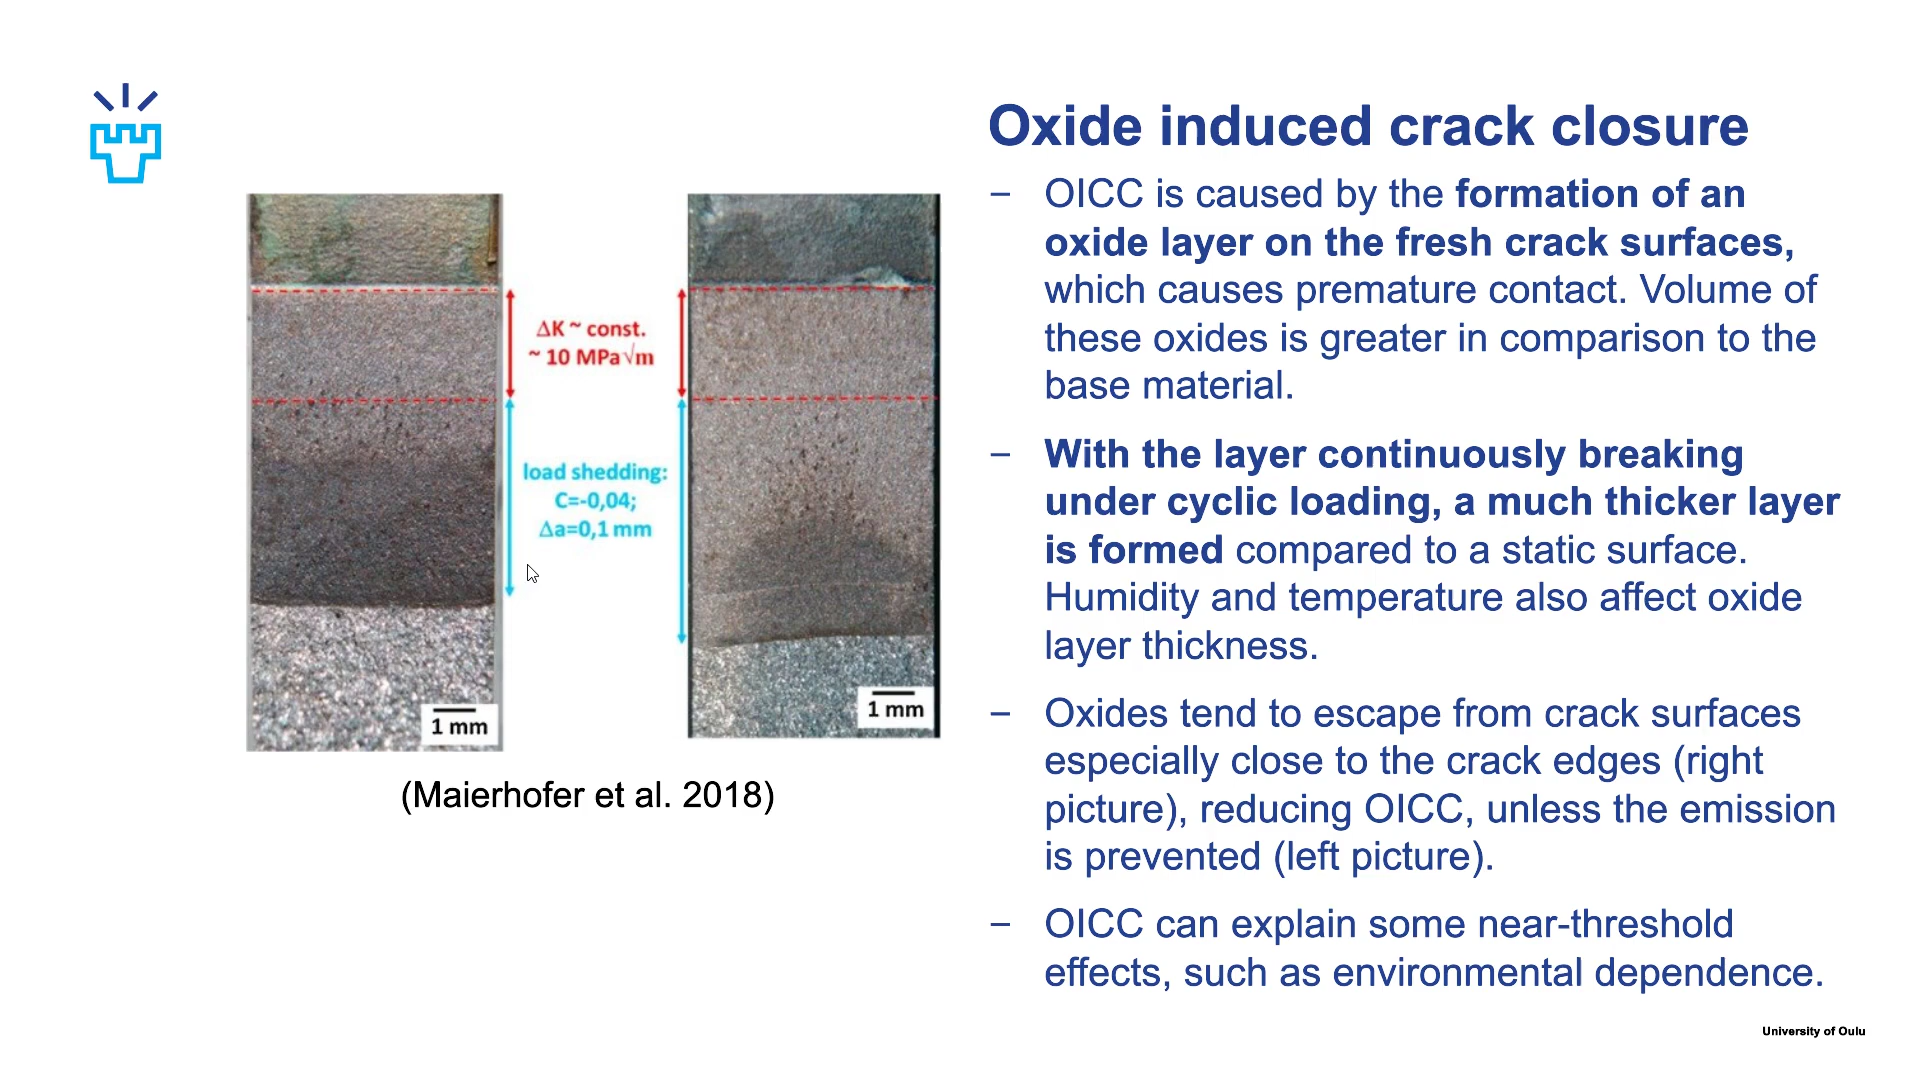 Oxide induced crack closure
– OICC is caused by the formation of an
oxide layer on the fresh crack surfaces,
which causes premature contact. Volume of
these oxides is greater in comparison to the
base material.
– With the layer continuously breaking
under cyclic loading, a much thicker layer
is formed compared to a static surface.
Humidity and temperature also affect oxide
layer thickness.
– Oxides tend to escape from crack surfaces
especially close to the crack edges (right
picture), reducing OICC, unless the emission
is prevented (left picture).
– OICC can explain some near-threshold
effects, such as environmental dependence.
ΔK ~ const.
~ 10 MPa√m
load shedding:
C=-0,04;
Δa=0,1 mm
1 mm
1 mm
(Maierhofer et al. 2018)
University of Oulu